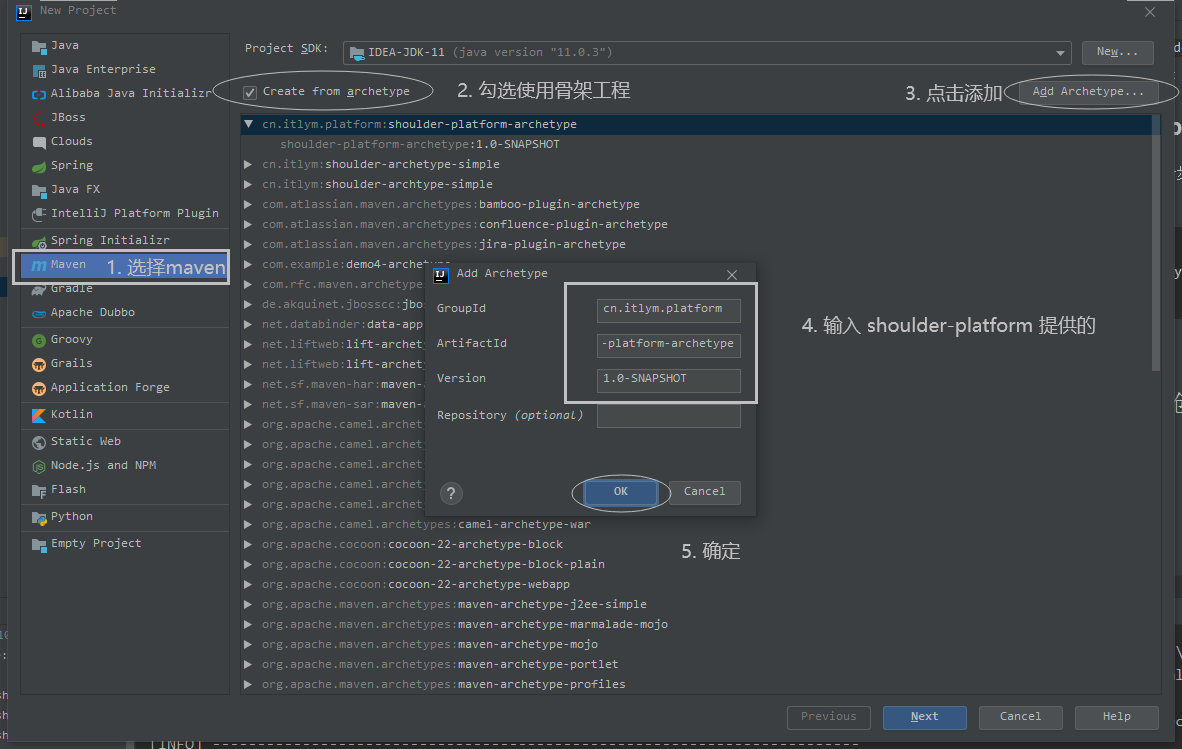 New Project
Java
Java Enterprise
Alibaba Java Initializr
JBoss
Clouds
Spring
Java FX
IntelliJ Platform Plugin
Spring Initializr
Maven
1. 选择maven
Gradle
Apache Dubbo
Groovy
Grails
Application Forge
Kotlin
Static Web
Node.js and NPM
Flash
Python
Empty Project
Project SDK: IDEA-JDK-11 (java version "11.0.3") New...
Create from archetype 2. 勾选使用骨架工程 3. 点击添加 Add Archetype...
cn.itlym.platform:shoulder-platform-archetype
shoulder-platform-archetype:1.0-SNAPSHOT
cn.itlym:shoulder-archetype-simple
cn.itlym:shoulder-archtype-simple
com.atlassian.maven.archetypes:bamboo-plugin-archetype
com.atlassian.maven.archetypes:confluence-plugin-archetype
com.atlassian.maven.archetypes:jira-plugin-archetype
com.example:demo4-archetype
com.rfc.maven.archet
de.akquinet.jbosscc:jbo
net.databinder:data-app
net.liftweb:lift-archet
net.liftweb:lift-archet
net.sf.maven-har:maven-
net.sf.maven-sar:maven-
org.apache.camel.archet
org.apache.camel.archet
org.apache.camel.archet
org.apache.camel.archet
org.apache.camel.archet
org.apache.camel.archetypes:camel-archetype-war
org.apache.cocoon:cocoon-22-archetype-block
org.apache.cocoon:cocoon-22-archetype-block-plain
org.apache.cocoon:cocoon-22-archetype-webapp
org.apache.maven.archetypes:maven-archetype-j2ee-simple
org.apache.maven.archetypes:maven-archetype-marmalade-mojo
org.apache.maven.archetypes:maven-archetype-mojo
org.apache.maven.archetypes:maven-archetype-portlet
org.apache.maven.archetypes:maven-archetype-profiles
Add Archetype
GroupId cn.itlym.platform
ArtifactId -platform-archetype
Version 1.0-SNAPSHOT
Repository (optional)
4. 输入 shoulder-platform 提供的
? OK Cancel
5. 确定
Previous Next Cancel Help
[INFO] ------------------------------------------------------------------------